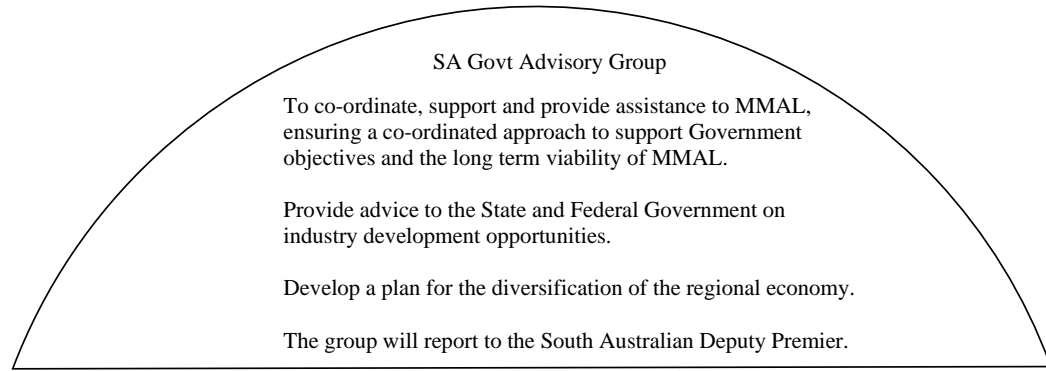 SA Govt Advisory Group
To co-ordinate, support and provide assistance to MMAL,
ensuring a co-ordinated approach to support Government
objectives and the long term viability of MMAL.
Provide advice to the State and Federal Government on
industry development opportunities.
Develop a plan for the diversification of the regional economy.
The group will report to the South Australian Deputy Premier.